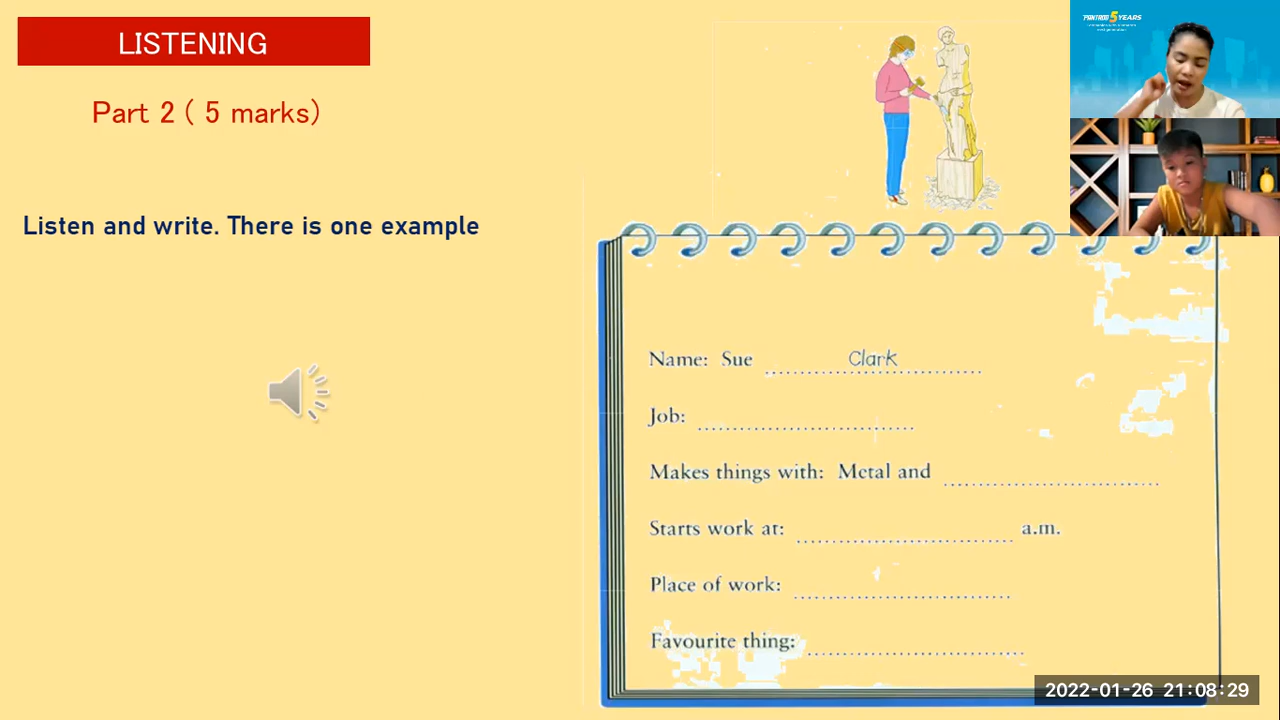 LISTENING
Part 2 ( 5 marks)
Listen and write. There is one example
5 YEARS
Name: Sue Clark
Job:
Makes things with: Metal and
Starts work at: a.m.
Place of work:
Favourite thing:
2022-01-26 21:08:29